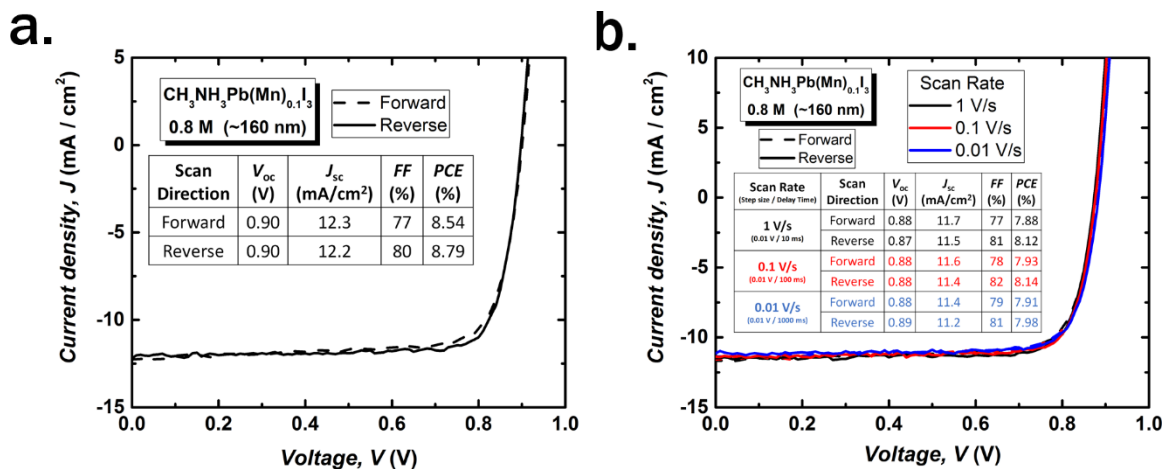 a.
CH3NH3Pb(Mn)0.1I3
0.8 M (~160 nm)
Forward
Reverse
Scan Direction Voc (V) Jsc (mA/cm2) FF (%) PCE (%)
Forward 0.90 12.3 77 8.54
Reverse 0.90 12.2 80 8.79
Current density, J (mA / cm2)
5
0
-5
-10
-15
0.0 0.2 0.4 0.6 0.8 1.0
Voltage, V (V)
b.
CH3NH3Pb(Mn)0.1I3
0.8 M (~160 nm)
Forward
Reverse
Scan Rate
1 V/s
0.1 V/s
0.01 V/s
Scan Rate (Step size / Delay Time) Scan Direction Voc (V) Jsc (mA/cm2) FF (%) PCE (%)
1 V/s (0.01 V / 10 ms) Forward 0.88 11.7 77 7.88
Reverse 0.87 11.5 81 8.12
0.1 V/s (0.01 V / 100 ms) Forward 0.88 11.6 78 7.93
Reverse 0.88 11.4 82 8.14
0.01 V/s (0.01 V / 1000 ms) Forward 0.88 11.4 79 7.91
Reverse 0.89 11.2 81 7.98
Current density, J (mA / cm2)
10
5
0
-5
-10
-15
0.0 0.2 0.4 0.6 0.8 1.0
Voltage, V (V)